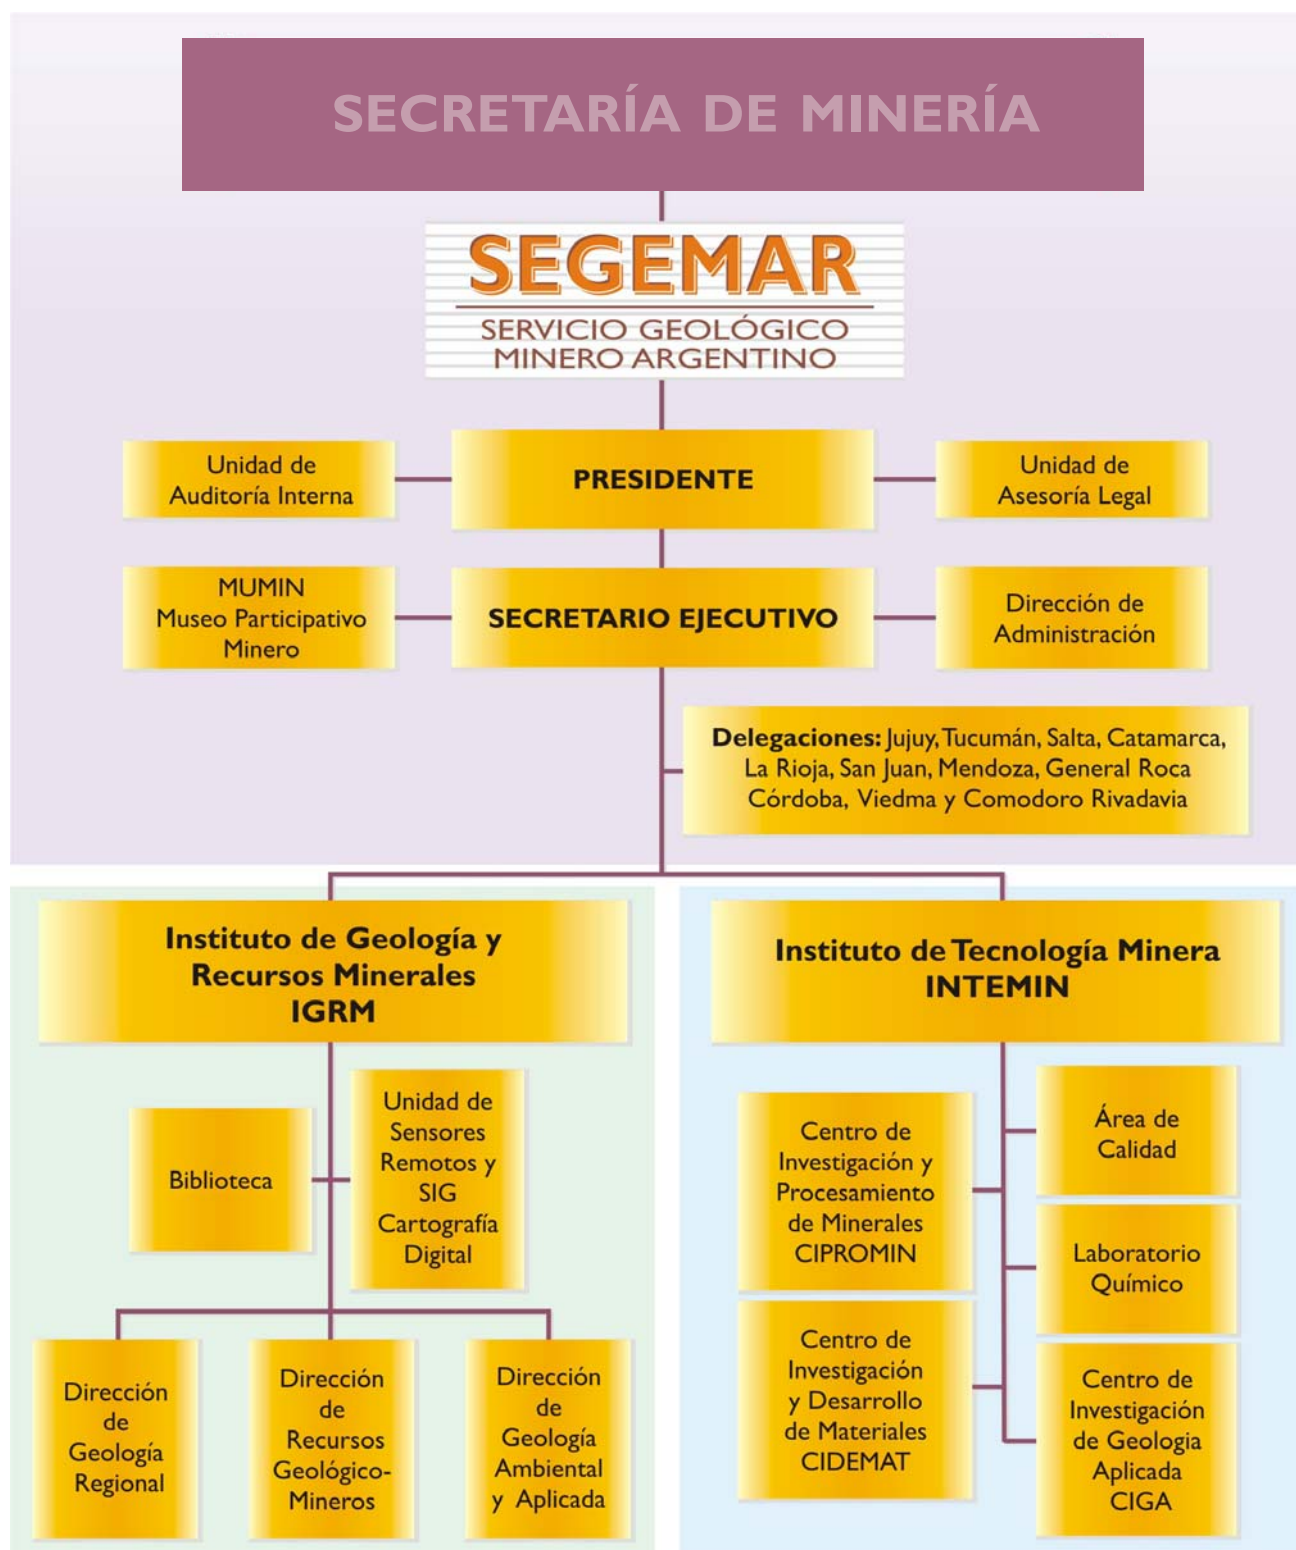 SECRETARÍA DE MINERÍA
SEGEMAR
SERVICIO GEOLÓGICO
MINERO ARGENTINO
Unidad de
Auditoría Interna
PRESIDENTE
Unidad de
Asesoría Legal
MUMIN
Museo Participativo
Minero
SECRETARIO EJECUTIVO
Dirección de
Administración
Delegaciones: Jujuy, Tucumán, Salta, Catamarca,
La Rioja, San Juan, Mendoza, General Roca
Córdoba, Viedma y Comodoro Rivadavia
Instituto de Geología y
Recursos Minerales
IGRM
Biblioteca
Unidad de
Sensores
Remotos y
SIG
Cartografía
Digital
Dirección
de
Geología
Regional
Dirección
de
Recursos
Geológico-
Mineros
Dirección
de
Geología
Ambiental
y Aplicada
Instituto de Tecnología Minera
INTEMIN
Centro de
Investigación y
Procesamiento
de Minerales
CIPROMIN
Área de
Calidad
Laboratorio
Químico
Centro de
Investigación
y Desarrollo
de Materiales
CIDEMAT
Centro de
Investigación
de Geologia
Aplicada
CIGA